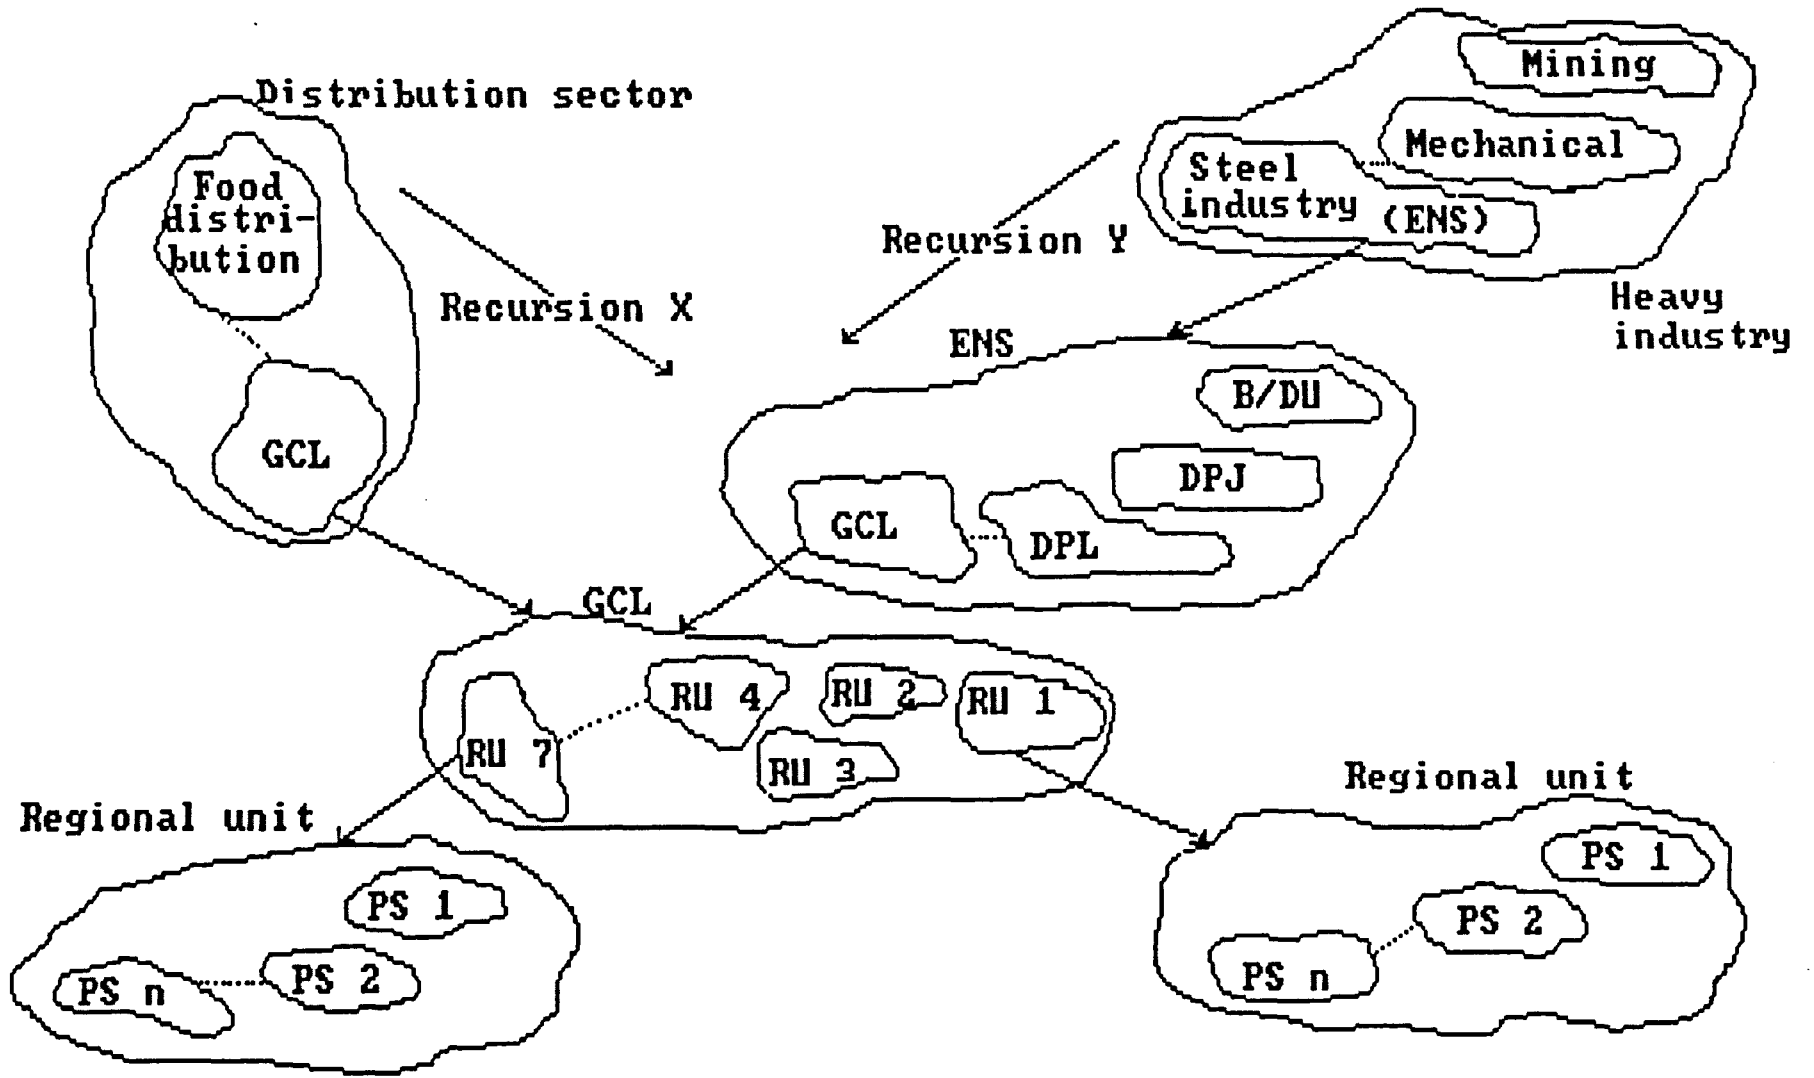 Distribution sector
Food
distri-
bution
GCL
Recursion X
Recursion Y
Mining
Mechanical
Steel
industry (ENS)
Heavy
industry
ENS
B/DU
DPJ
GCL
DPL
GCL
RU 7
RU 4
RU 2
RU 1
RU 3
Regional unit
PS 1
PS 2
PS n
Regional unit
PS 1
PS 2
PS n